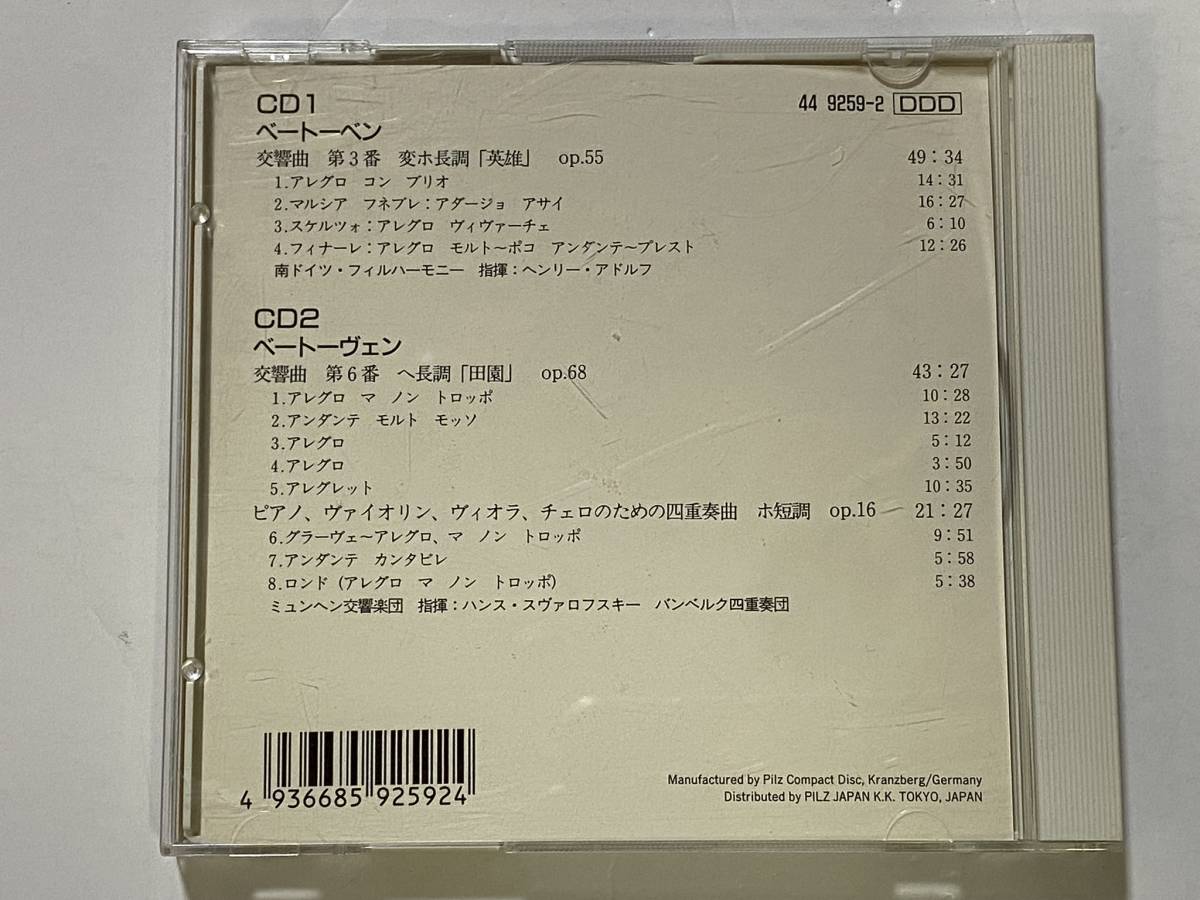 CD1 44 9259-2 DDD
ベートーベン
交響曲 第3番 変ホ長調「英雄」 op.55 49:34
1.アレグロ コン ブリオ 14:31
2.マルシア フネブレ:アダージョ アサイ 16:27
3.スケルツォ:アレグロ ヴィヴァーチェ 6:10
4.フィナーレ:アレグロ モルト〜ポコ アンダンテ〜プレスト 12:26
南ドイツ・フィルハーモニー 指揮:ヘンリー・アドルフ
CD2
ベートーヴェン
交響曲 第6番 ヘ長調「田園」 op.68 43:27
1.アレグロ マ ノン トロッポ 10:28
2.アンダンテ モルト モッソ 13:22
3.アレグロ 5:12
4.アレグロ 3:50
5.アレグレット 10:35
ピアノ、ヴァイオリン、ヴィオラ、チェロのための四重奏曲 ホ短調 op.16 21:27
6.グラーヴェ〜アレグロ、マ ノン トロッポ 9:51
7.アンダンテ カンタビレ 5:58
8.ロンド (アレグロ マ ノン トロッポ) 5:38
ミュンヘン交響楽団 指揮:ハンス・スヴァロフスキー バンベルク四重奏団
4 936685 925924
Manufactured by Pilz Compact Disc, Kranzberg/Germany
Distributed by PILZ JAPAN K.K. TOKYO, JAPAN